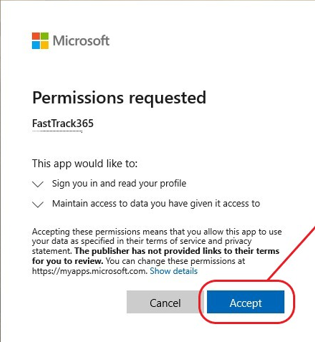 Microsoft
Permissions requested
FastTrack365
This app would like to:
Sign you in and read your profile
Maintain access to data you have given it access to
Accepting these permissions means that you allow this app to use
your data as specified in their terms of service and privacy
statement. The publisher has not provided links to their terms
for you to review. You can change these permissions at
https://myapps.microsoft.com. Show details
Cancel Accept